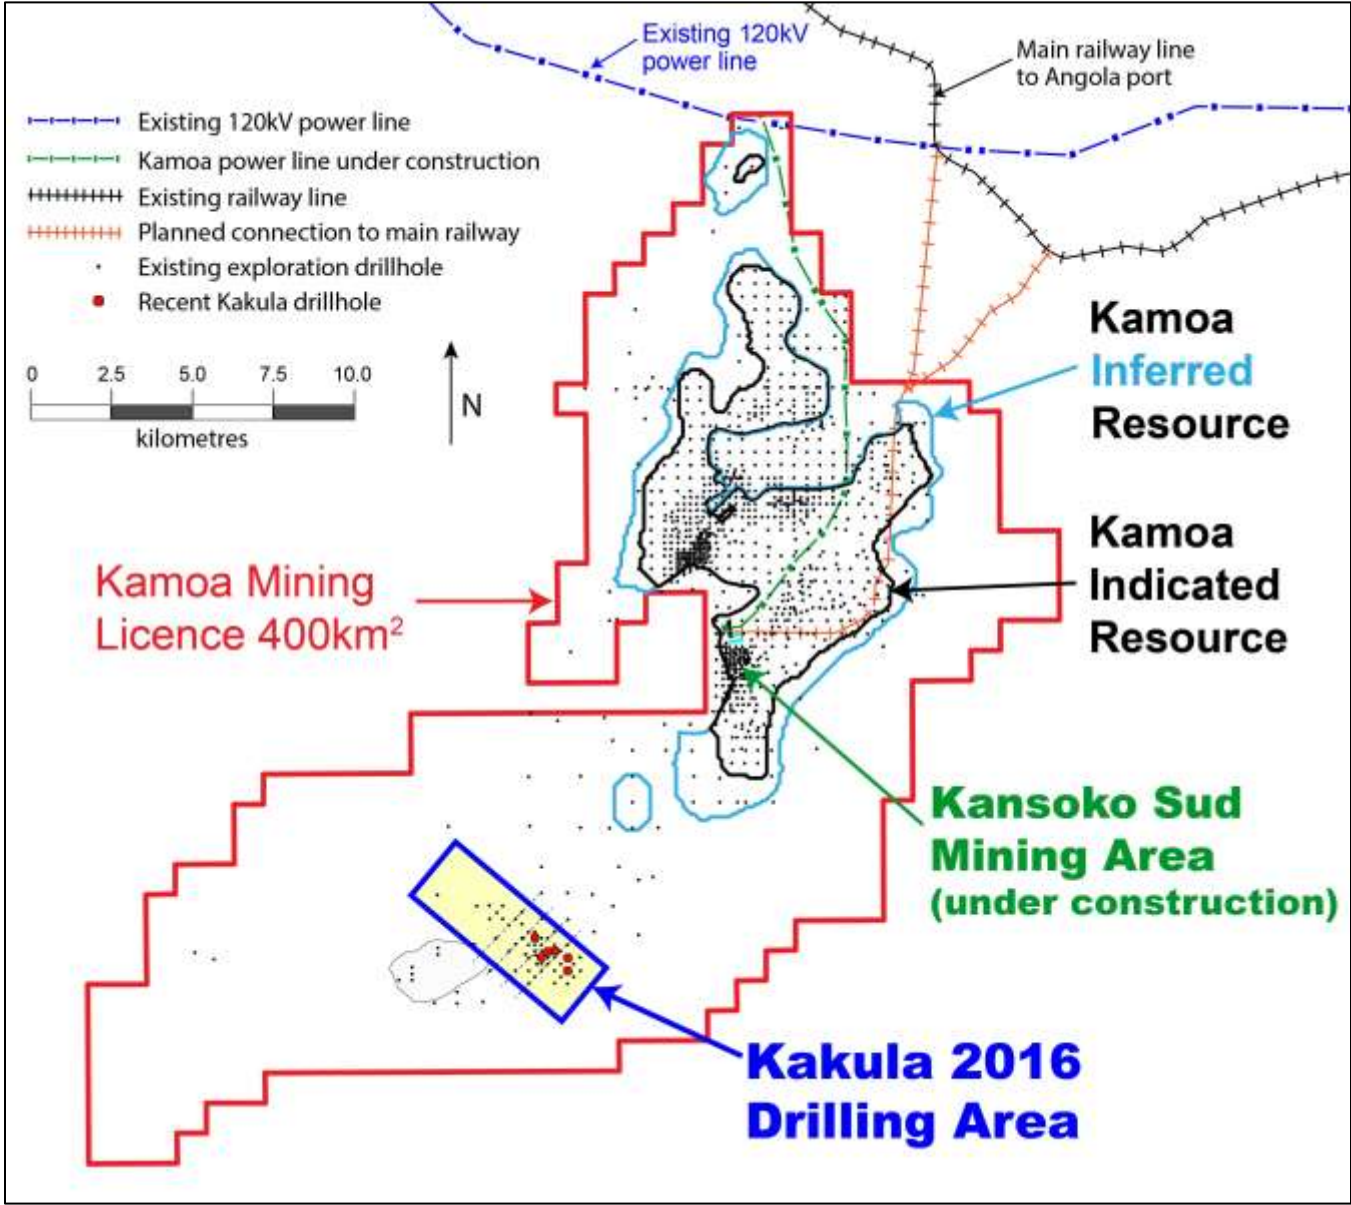 Existing 120kV
power line
Main railway line
to Angola port
Existing 120kV power line
Kamoa power line under construction
Existing railway line
Planned connection to main railway
Existing exploration drillhole
Recent Kakula drillhole
0 2.5 5.0 7.5 10.0
kilometres
N
Kamoa
Inferred
Resource
Kamoa
Indicated
Resource
Kamoa Mining
Licence 400km²
Kansoko Sud
Mining Area
(under construction)
Kakula 2016
Drilling Area